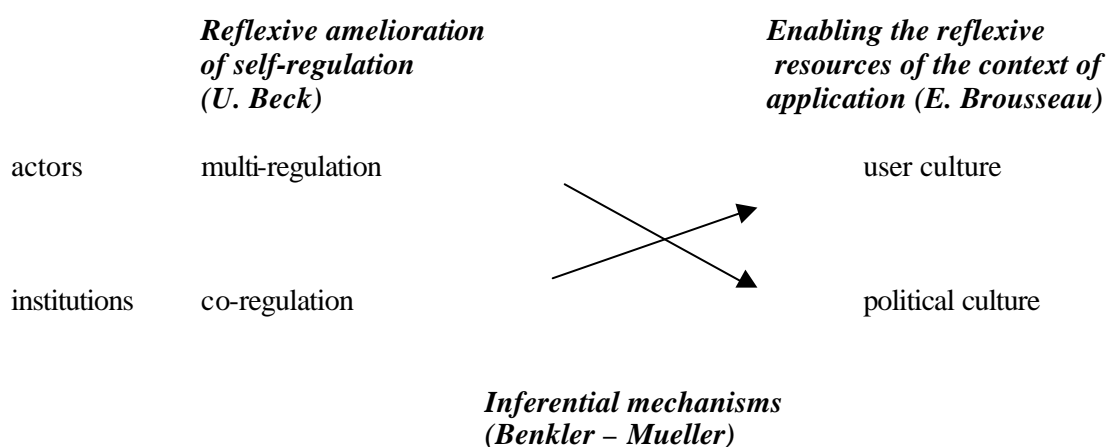 Reflexive amelioration
of self-regulation
(U. Beck)
Enabling the reflexive
resources of the context of
application (E. Brousseau)
actors multi-regulation user culture
institutions co-regulation political culture
Inferential mechanisms
(Benkler – Mueller)